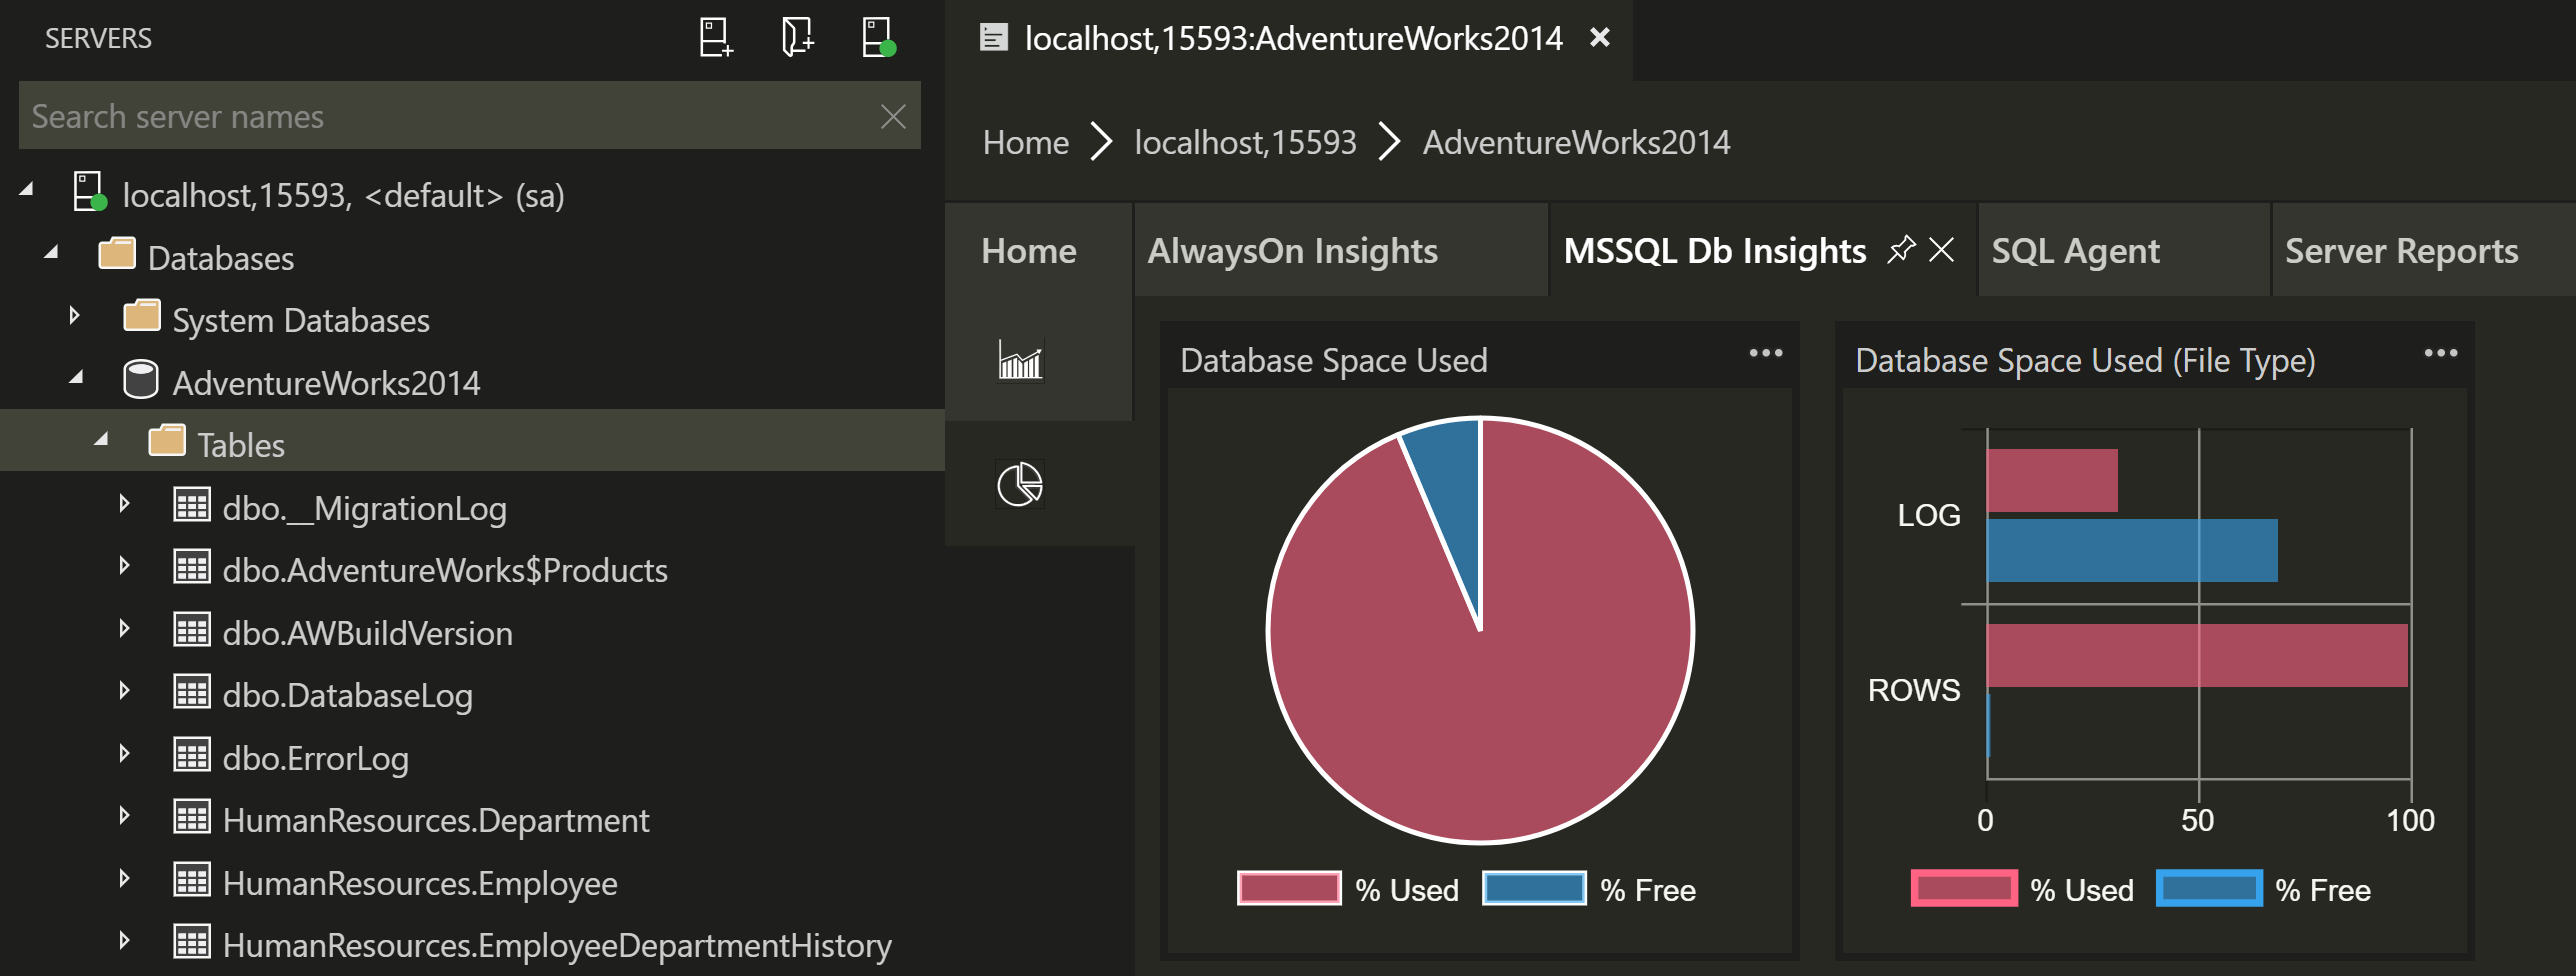 SERVERS
Search server names
localhost,15593, <default> (sa)
Databases
System Databases
AdventureWorks2014
Tables
dbo.__MigrationLog
dbo.AdventureWorks$Products
dbo.AWBuildVersion
dbo.DatabaseLog
dbo.ErrorLog
HumanResources.Department
HumanResources.Employee
HumanResources.EmployeeDepartmentHistory
localhost,15593:AdventureWorks2014
Home localhost,15593 AdventureWorks2014
Home AlwaysOn Insights MSSQL Db Insights SQL Agent Server Reports
Database Space Used
% Used % Free
Database Space Used (File Type)
LOG
ROWS
0 50 100
% Used % Free